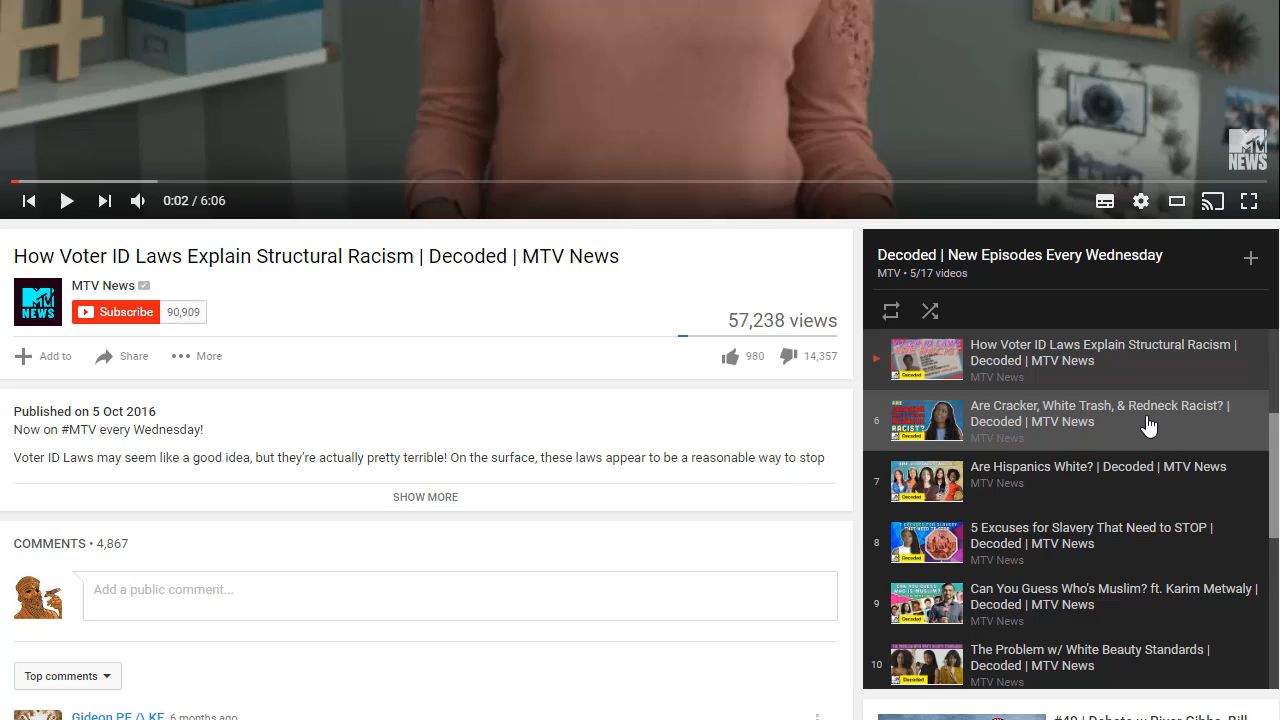 MTV
NEWS
0:02 / 6:06
How Voter ID Laws Explain Structural Racism | Decoded | MTV News
MTV News
Subscribe 90,909
57,238 views
Add to Share More 980 14,357
Published on 5 Oct 2016
Now on #MTV every Wednesday!
Voter ID Laws may seem like a good idea, but they're actually pretty terrible! On the surface, these laws appear to be a reasonable way to stop
SHOW MORE
COMMENTS • 4,867
Add a public comment...
Top comments
Gideon PF /\ KF 6 months ago
Decoded | New Episodes Every Wednesday
MTV • 5/17 videos
How Voter ID Laws Explain Structural Racism |
Decoded | MTV News
MTV News
6
Are Cracker, White Trash, & Redneck Racist? |
Decoded | MTV News
MTV News
7
Are Hispanics White? | Decoded | MTV News
MTV News
8
5 Excuses for Slavery That Need to STOP |
Decoded | MTV News
MTV News
9
Can You Guess Who's Muslim? ft. Karim Metwaly |
Decoded | MTV News
MTV News
10
The Problem w/ White Beauty Standards |
Decoded | MTV News
MTV News